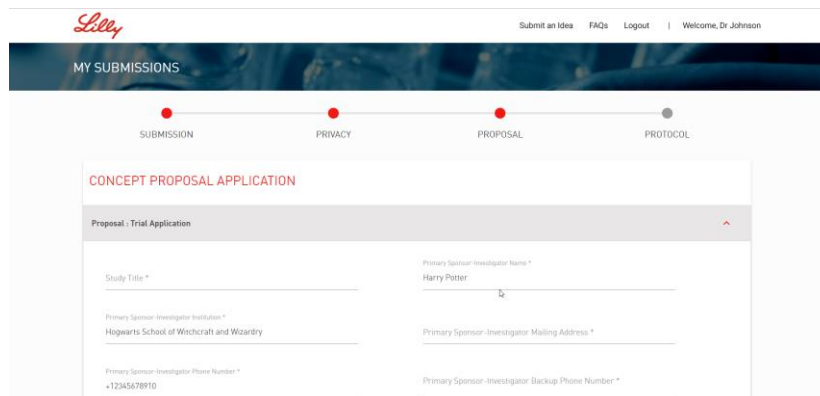 Lilly
Submit an Idea FAQs Logout | Welcome, Dr Johnson
MY SUBMISSIONS
SUBMISSION PRIVACY PROPOSAL PROTOCOL
CONCEPT PROPOSAL APPLICATION
Proposal : Trial Application
Study Title *
Primary Sponsor-Investigator Name *
Harry Potter
Primary Sponsor-Investigator Institution *
Hogwarts School of Witchcraft and Wizardry
Primary Sponsor-Investigator Mailing Address *
Primary Sponsor-Investigator Phone Number *
+12345678910
Primary Sponsor-Investigator Backup Phone Number *